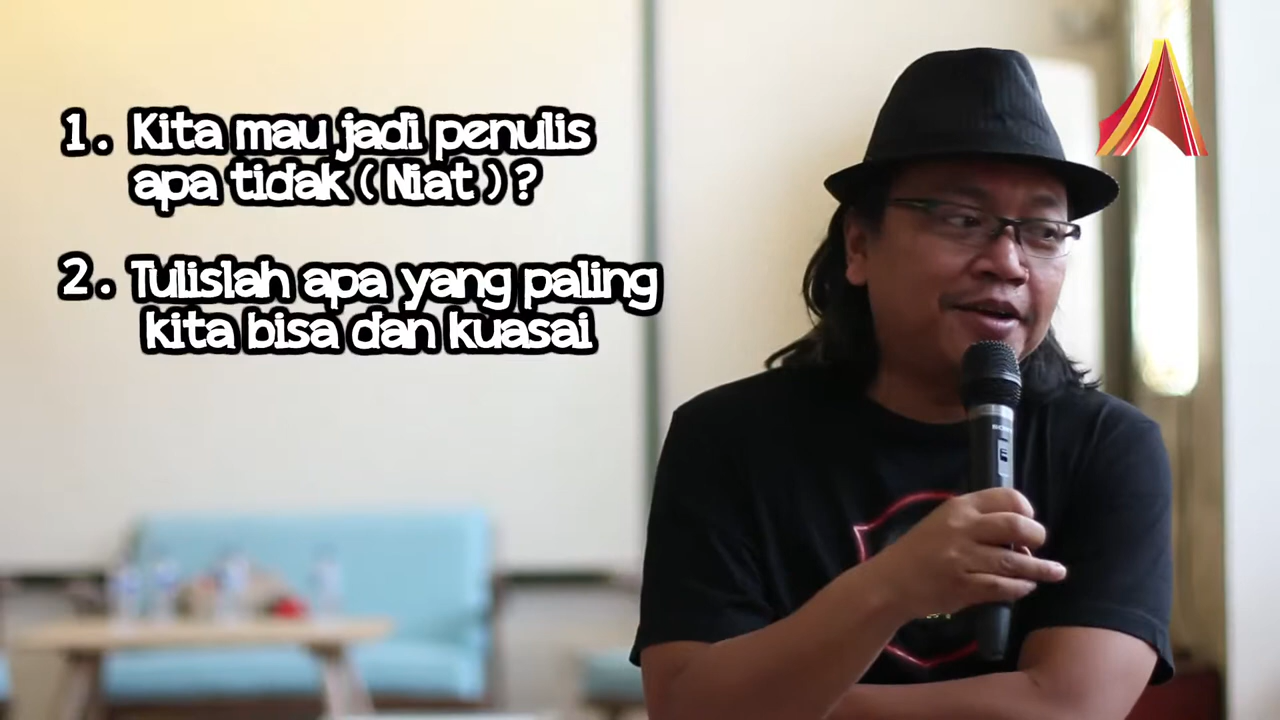 1. Kita mau jadi penulis
apa tidak ( Niat ) ?
2. Tulislah apa yang paling
kita bisa dan kuasai